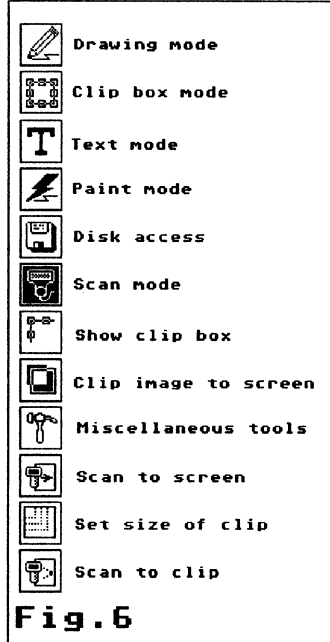 Drawing mode
Clip box mode
T Text mode
Paint mode
Disk access
Scan mode
Show clip box
Clip image to screen
Miscellaneous tools
Scan to screen
Set size of clip
Scan to clip
Fig.6